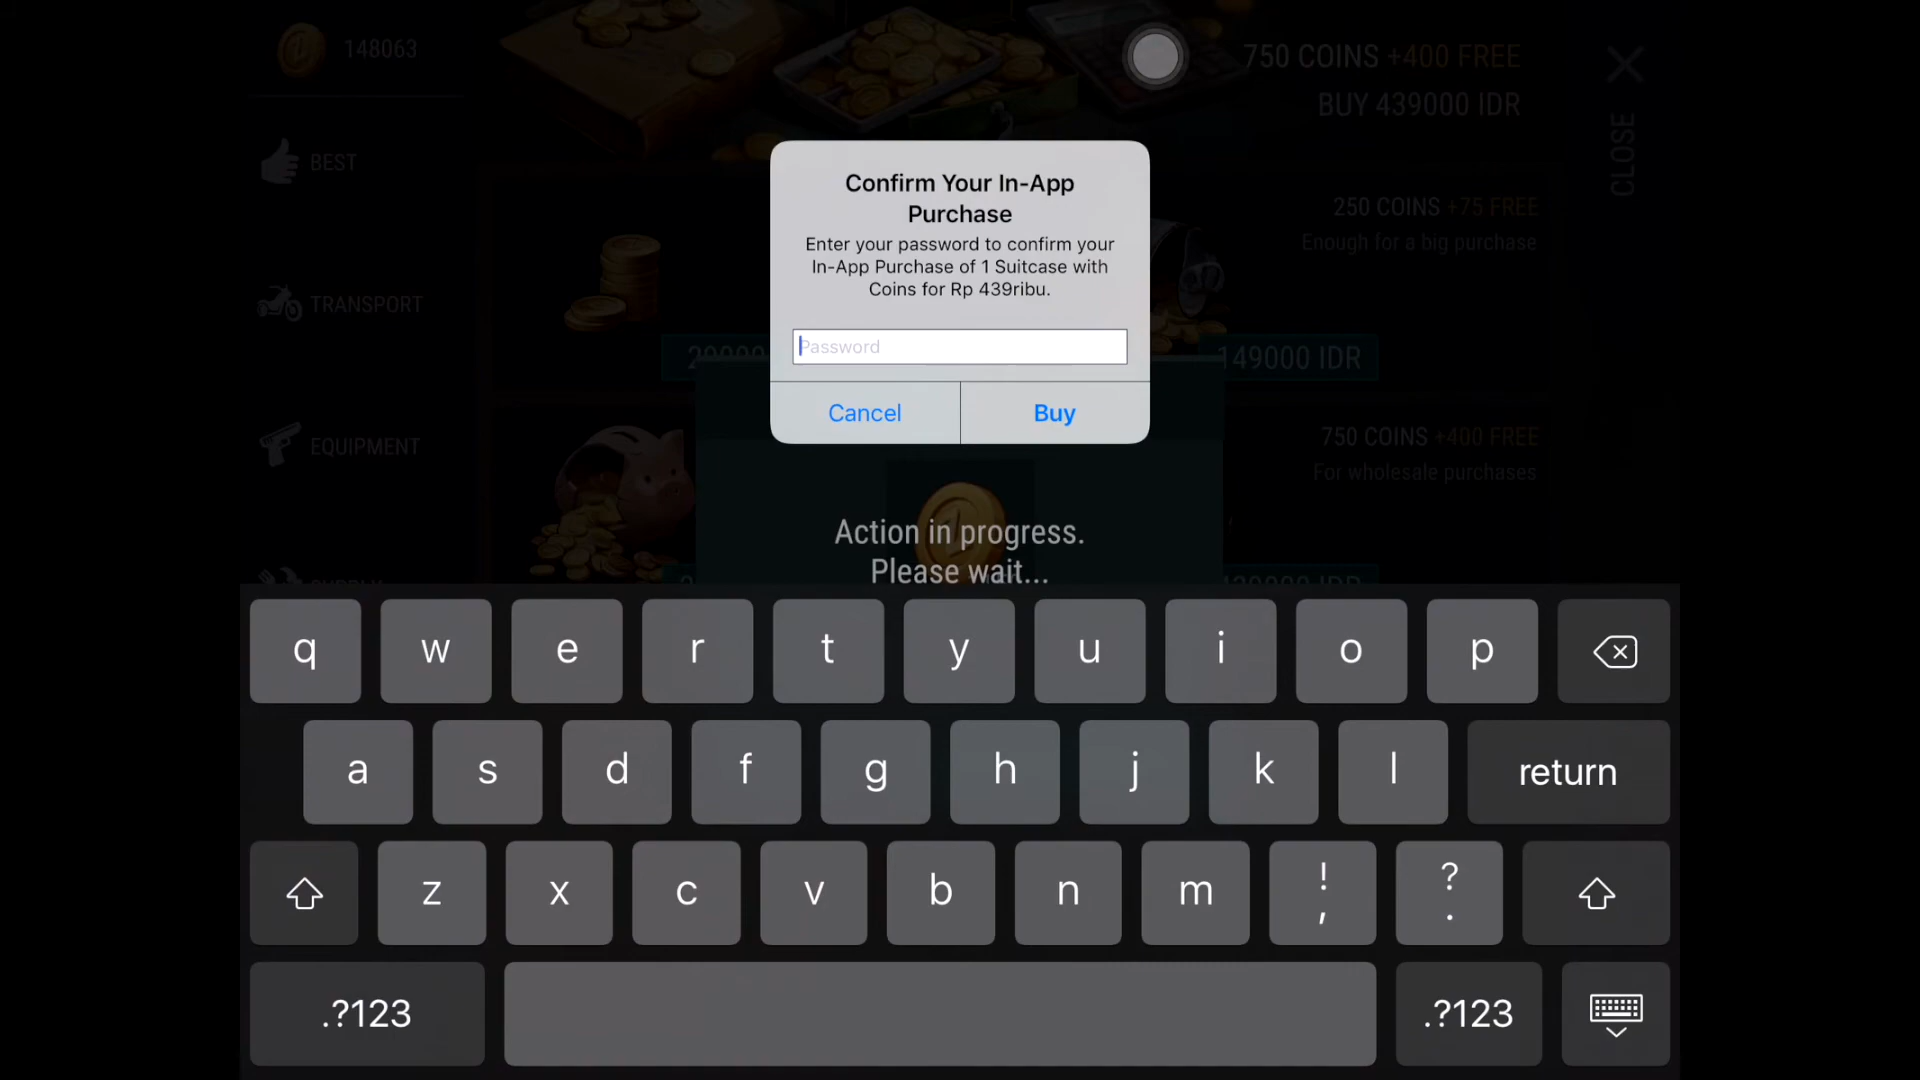 148063
750 COINS +400 FREE
BUY 439000 IDR
CLOSE
BEST
TRANSPORT
EQUIPMENT
Confirm Your In-App
Purchase
Enter your password to confirm your
In-App Purchase of 1 Suitcase with
Coins for Rp 439ribu.
Password
Cancel
Buy
250 COINS +75 FREE
Enough for a big purchase
149000 IDR
750 COINS +400 FREE
For wholesale purchases
Action in progress.
Please wait...
q w e r t y u i o p
a s d f g h j k l return
z x c v b n m ! , ? .
.?123 .?123